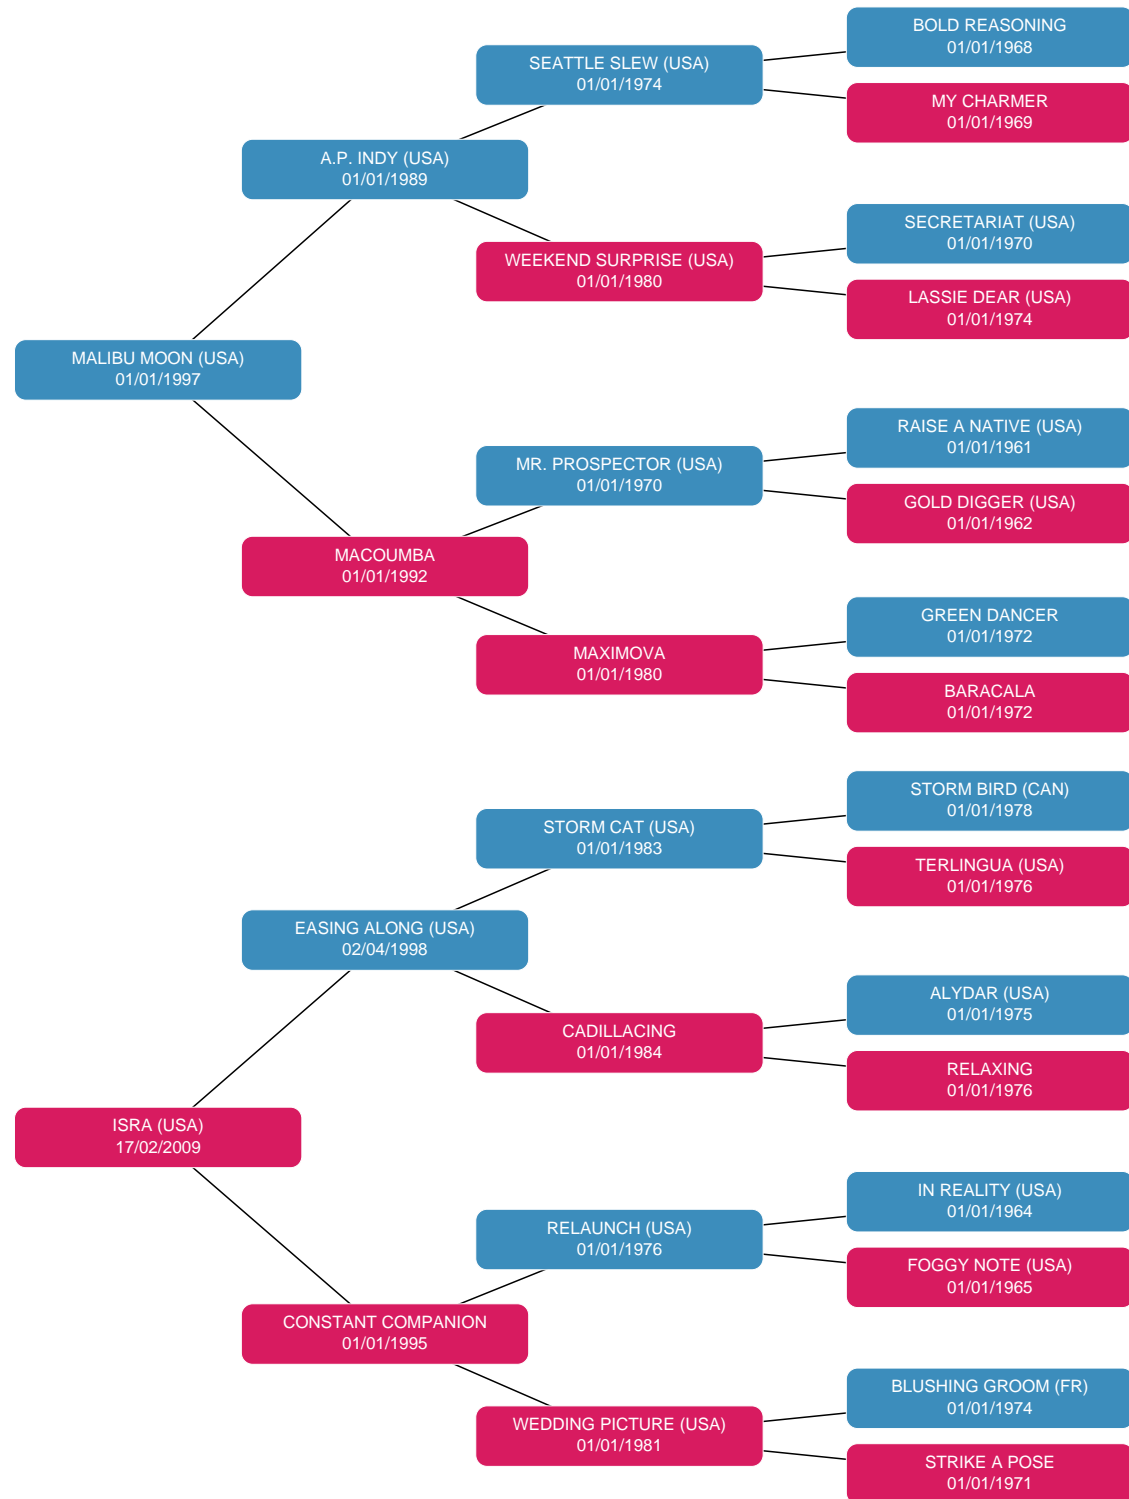 BOLD REASONING
01/01/1968
SEATTLE SLEW (USA)
01/01/1974
MY CHARMER
01/01/1969
A.P. INDY (USA)
01/01/1989
SECRETARIAT (USA)
01/01/1970
WEEKEND SURPRISE (USA)
01/01/1980
LASSIE DEAR (USA)
01/01/1974
MALIBU MOON (USA)
01/01/1997
RAISE A NATIVE (USA)
01/01/1961
MR. PROSPECTOR (USA)
01/01/1970
GOLD DIGGER (USA)
01/01/1962
MACOUMBA
01/01/1992
GREEN DANCER
01/01/1972
MAXIMOVA
01/01/1980
BARACALA
01/01/1972
STORM BIRD (CAN)
01/01/1978
STORM CAT (USA)
01/01/1983
TERLINGUA (USA)
01/01/1976
EASING ALONG (USA)
02/04/1998
ALYDAR (USA)
01/01/1975
CADILLACING
01/01/1984
RELAXING
01/01/1976
ISRA (USA)
17/02/2009
IN REALITY (USA)
01/01/1964
RELAUNCH (USA)
01/01/1976
FOGGY NOTE (USA)
01/01/1965
CONSTANT COMPANION
01/01/1995
BLUSHING GROOM (FR)
01/01/1974
WEDDING PICTURE (USA)
01/01/1981
STRIKE A POSE
01/01/1971